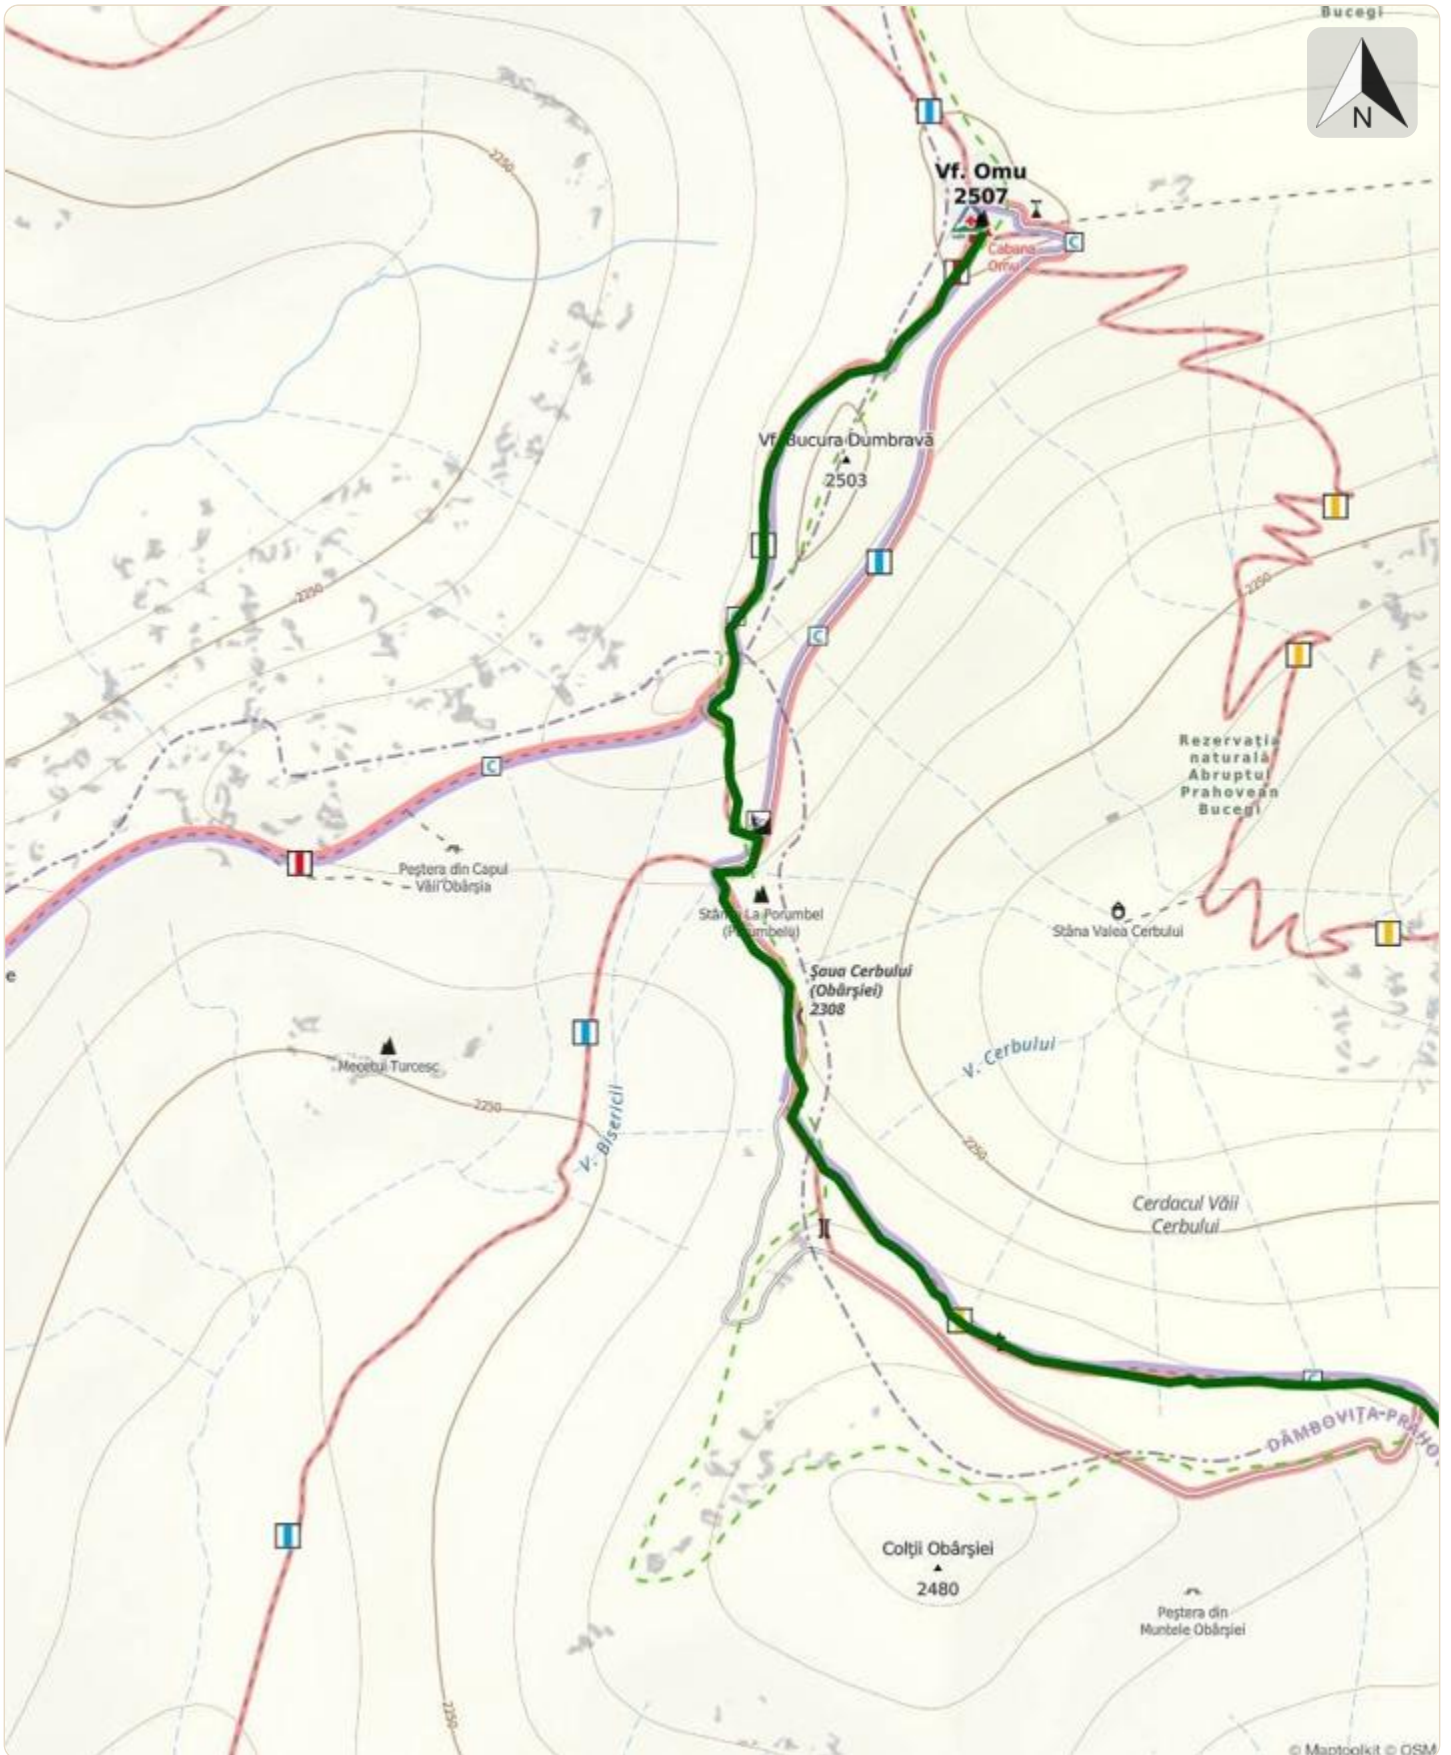 Bucegi
N
Vf. Omu
2507
C
Cabana
Omu
2250
Vf. Bucura Dumbravă
2503
2250
2250
C
Rezervația
naturală
Abruptul
Prahovean
Bucegi
C
Peștera din Capul
Văii Obârșia
Stâna Valea Cerbului
e
Șaua Cerbului
(Obârșiei)
2308
V. Cerbului
Mecetul Turcesc
2250
V. Bisericii
2250
Cerdacul Văii
Cerbului
C
DÂMBOVIȚA-PRAHO
Colții Obârșiei
2480
Peștera din
Muntele Obârșiei
2250
© Maptoolkit © OSM